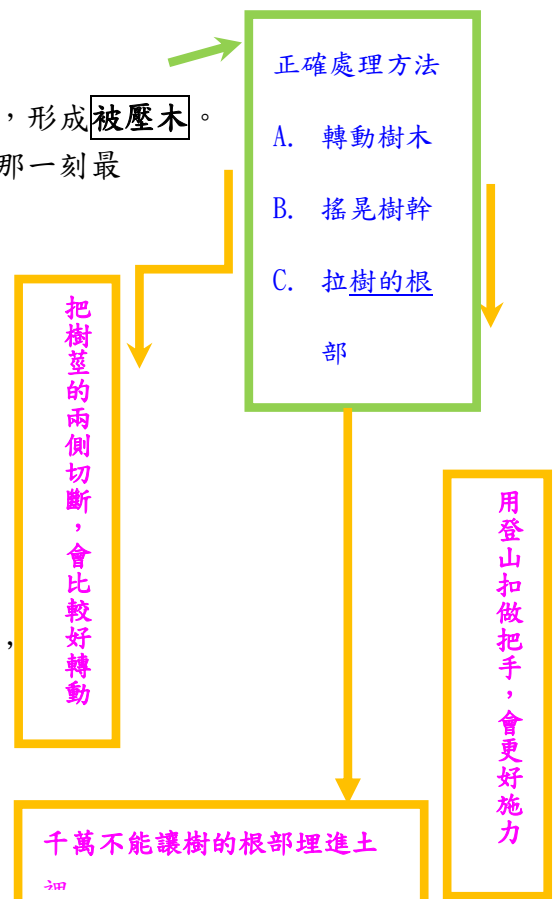 ，形成被壓木。
那一刻最
，
正確處理方法
A. 轉動樹木
B. 搖晃樹幹
C. 拉樹的根
部
把樹莖的兩側切斷，會比較好轉動
用登山扣做把手，會更好施力
千萬不能讓樹的根部埋進土